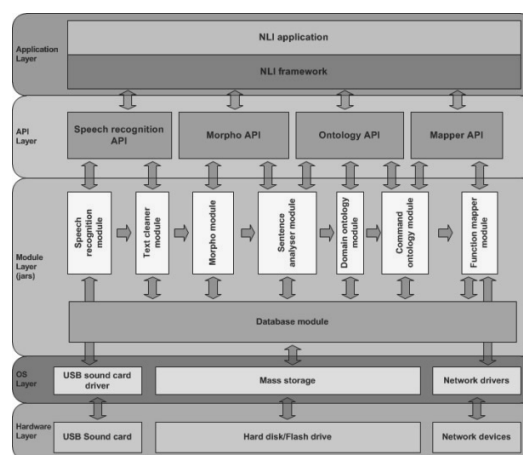 Application
Layer
NLI application
NLI framework
API
Layer
Speech recognition
API
Morpho API
Ontology API
Mapper API
Module
Layer
(jars)
Speech
recognition
module
Text cleaner
module
Morpho module
Sentence
analyser module
Domain ontology
module
Command
ontology module
Function mapper
module
Database module
OS
Layer
USB sound card
driver
Mass storage
Network drivers
Hardware
Layer
USB Sound card
Hard disk/Flash drive
Network devices